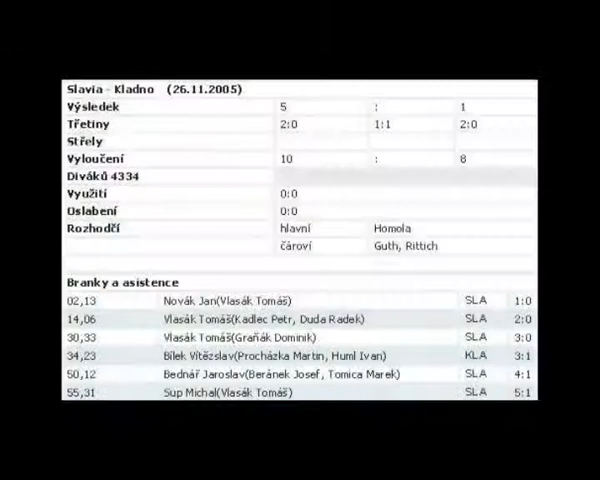 Slavia - Kladno (26.11.2005)
Výsledek 5 : 1
Třetiny 2:0 1:1 2:0
Střely
Vyloučení 10 : 8
Diváků 4334
Využití 0:0
Oslabení 0:0
Rozhodčí hlavní Homola
čároví Guth, Rittich
Branky a asistence
02,13 Novák Jan(Vlasák Tomáš) SLA 1:0
14,06 Vlasák Tomáš(Kadlec Petr, Duda Radek) SLA 2:0
30,33 Vlasák Tomáš(Graňák Dominik) SLA 3:0
34,23 Bílek Vítězslav(Procházka Martin, Huml Ivan) KLA 3:1
50,12 Bednář Jaroslav(Beránek Josef, Tomica Marek) SLA 4:1
55,31 Sup Michal(Vlasák Tomáš) SLA 5:1